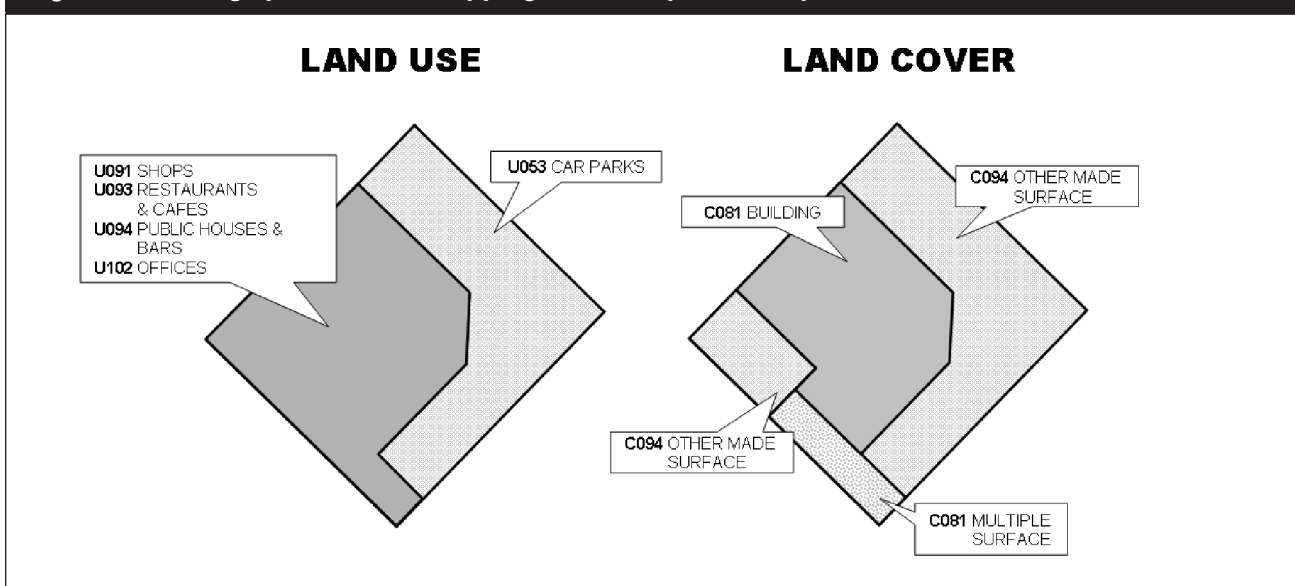 LAND USE
LAND COVER
U091 SHOPS
U093 RESTAURANTS
& CAFES
U094 PUBLIC HOUSES &
BARS
U102 OFFICES
U053 CAR PARKS
C094 OTHER MADE
SURFACE
C081 BUILDING
C094 OTHER MADE
SURFACE
C081 MULTIPLE
SURFACE